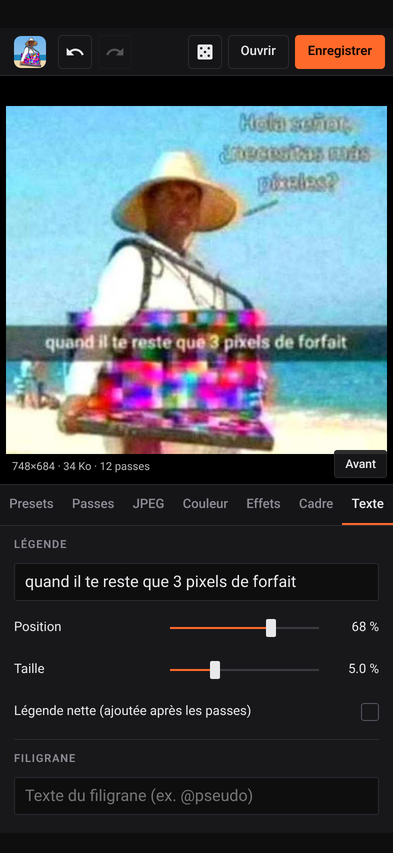 Ouvrir
Enregistrer
Hola señor,
¿necesitas más
píxeles?
quand il te reste que 3 pixels de forfait
748×684 · 34 Ko · 12 passes
Avant
Presets
Passes
JPEG
Couleur
Effets
Cadre
Texte
LÉGENDE
quand il te reste que 3 pixels de forfait
Position
68 %
Taille
5.0 %
Légende nette (ajoutée après les passes)
FILIGRANE
Texte du filigrane (ex. @pseudo)